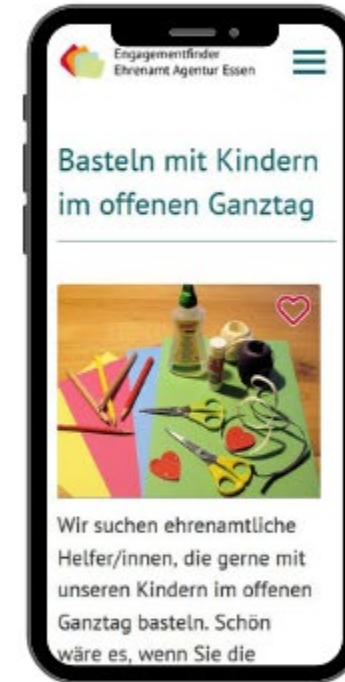 Engagementfinder
Ehrenamt Agentur Essen
Basteln mit Kindern
im offenen Ganztag
Wir suchen ehrenamtliche
Helfer/innen, die gerne mit
unseren Kindern im offenen
Ganztag basteln. Schön
wäre es, wenn Sie die